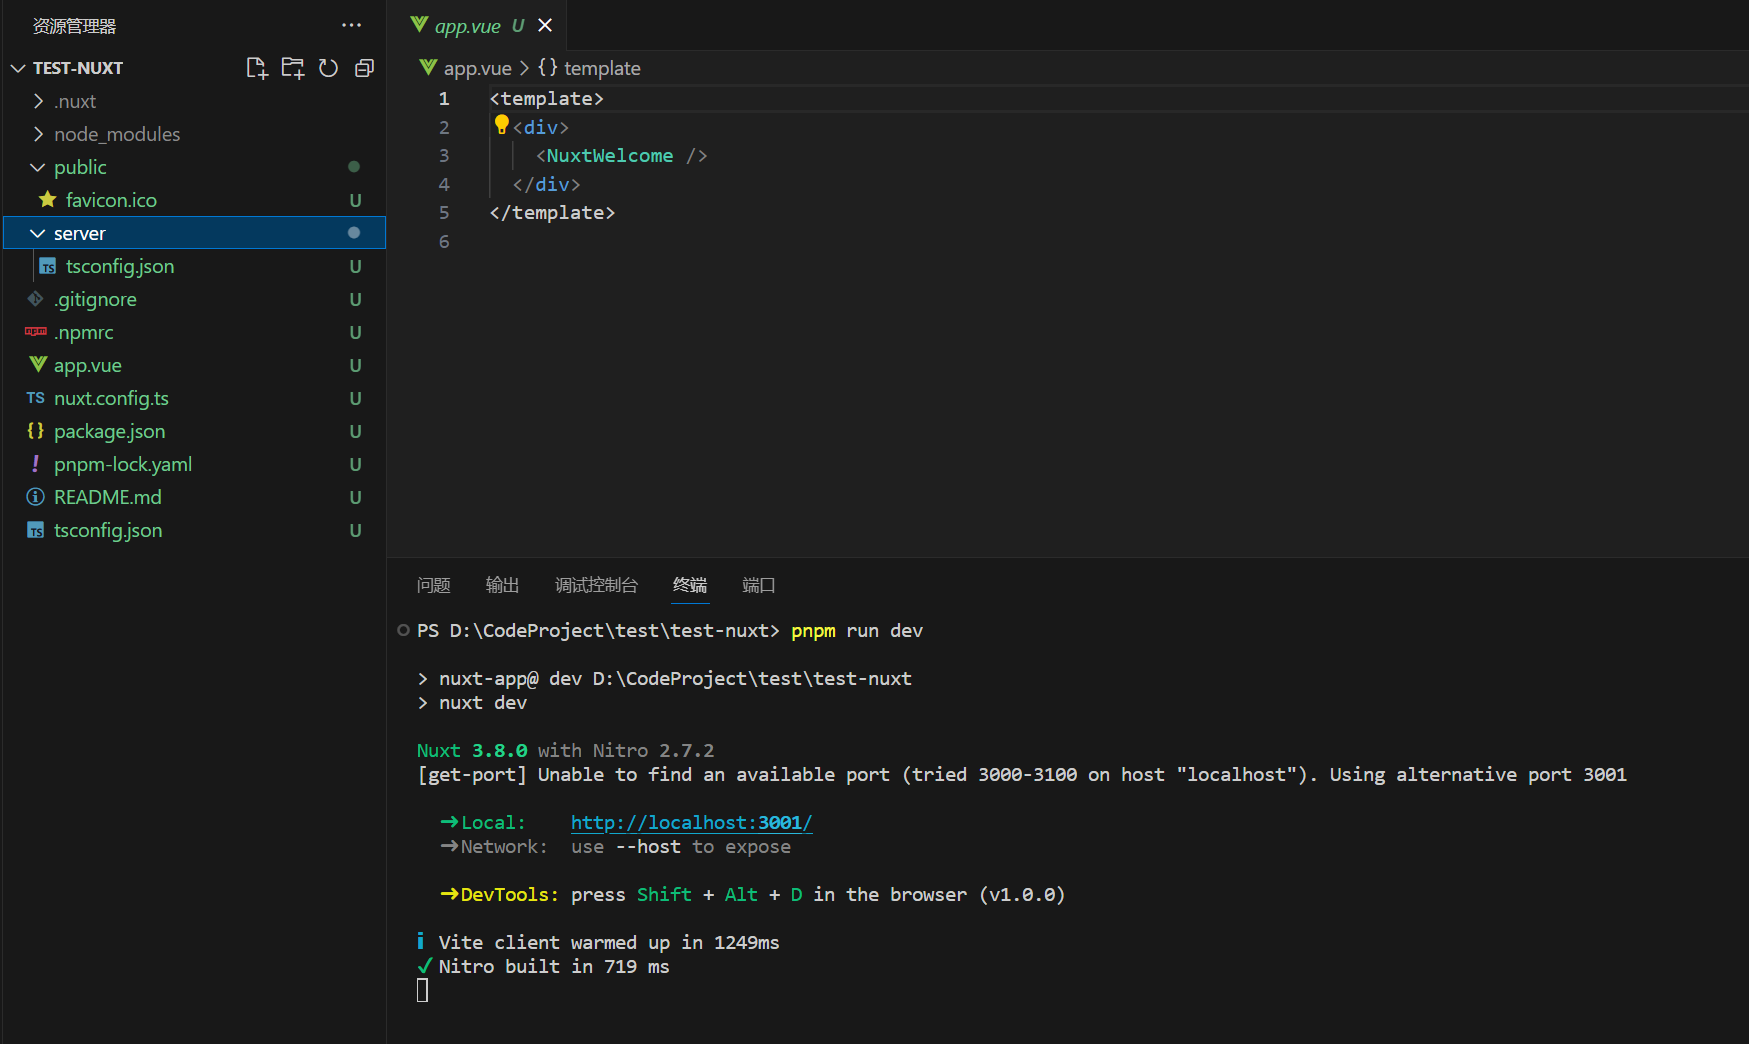 资源管理器
TEST-NUXT
.nuxt
node_modules
public
favicon.ico U
server
TS tsconfig.json U
.gitignore U
npm .npmrc U
app.vue U
TS nuxt.config.ts U
{} package.json U
! pnpm-lock.yaml U
README.md U
TS tsconfig.json U
app.vue U
app.vue > {} template
1 <template>
2 <div>
3 <NuxtWelcome />
4 </div>
5 </template>
6
问题 输出 调试控制台 终端 端口
PS D:\CodeProject\test\test-nuxt> pnpm run dev
> nuxt-app@ dev D:\CodeProject\test\test-nuxt
> nuxt dev
Nuxt 3.8.0 with Nitro 2.7.2
[get-port] Unable to find an available port (tried 3000-3100 on host "localhost"). Using alternative port 3001
➜Local: http://localhost:3001/
➜Network: use --host to expose
➜DevTools: press Shift + Alt + D in the browser (v1.0.0)
ℹ Vite client warmed up in 1249ms
✓Nitro built in 719 ms